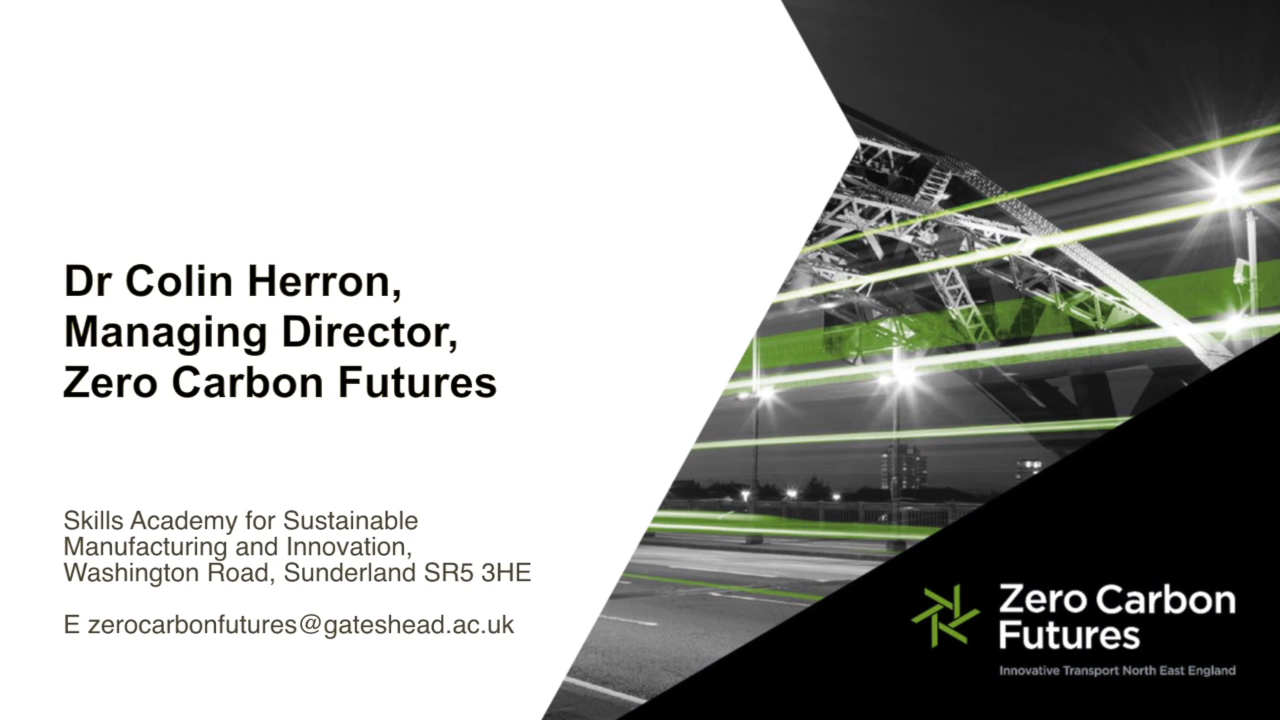 Dr Colin Herron,
Managing Director,
Zero Carbon Futures
Skills Academy for Sustainable
Manufacturing and Innovation,
Washington Road, Sunderland SR5 3HE
E zerocarbonfutures@gateshead.ac.uk
Zero Carbon
Futures
Innovative Transport North East England